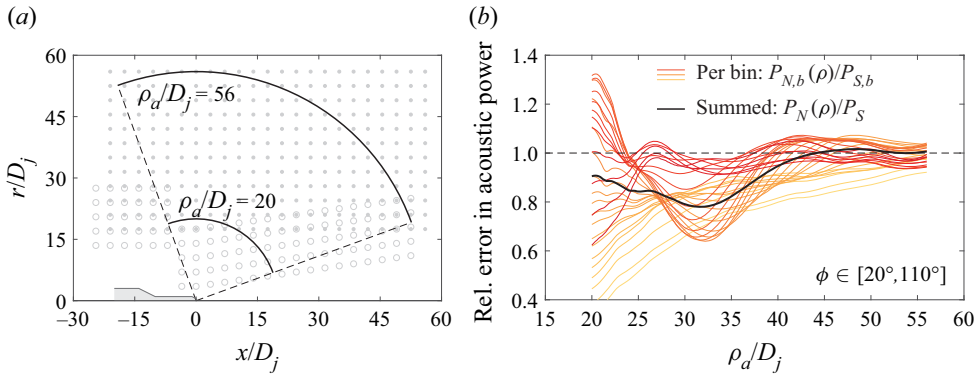 (a)
60
45
30
15
0
–30
–15
0
15
30
45
60
r/D_j
x/D_j
ρ_a/D_j = 56
ρ_a/D_j = 20
(b)
1.4
1.2
1.0
0.8
0.6
0.4
15
20
25
30
35
40
45
50
55
60
Rel. error in acoustic power
ρ_a/D_j
Per bin: P_{N,b}(ρ)/P_{S,b}
Summed: P_N(ρ)/P_S
ϕ ∈ [20°,110°]